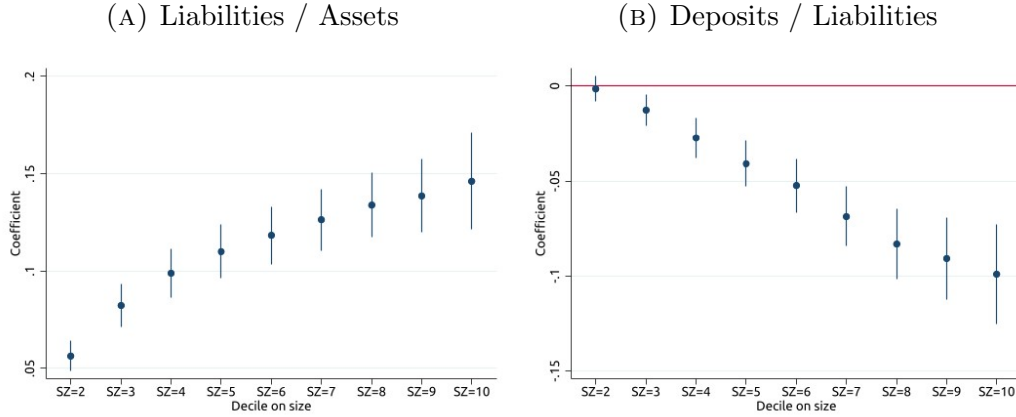 (A) Liabilities / Assets
.2
.15
.1
.05
Coefficient
SZ=2 SZ=3 SZ=4 SZ=5 SZ=6 SZ=7 SZ=8 SZ=9 SZ=10
Decile on size
(B) Deposits / Liabilities
0
-.05
-.1
-.15
Coefficient
SZ=2 SZ=3 SZ=4 SZ=5 SZ=6 SZ=7 SZ=8 SZ=9 SZ=10
Decile on size